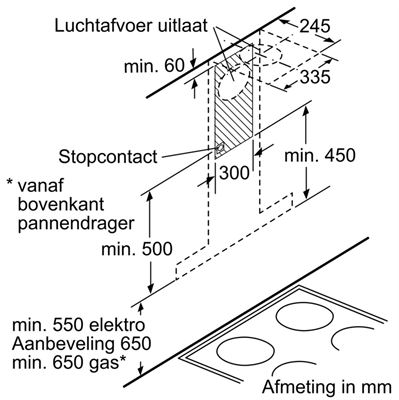 Luchtafvoer uitlaat
245
min. 60
335
Stopcontact
300
min. 450
* vanaf
bovenkant
pannendrager
min. 500
min. 550 elektro
Aanbeveling 650
min. 650 gas*
Afmeting in mm